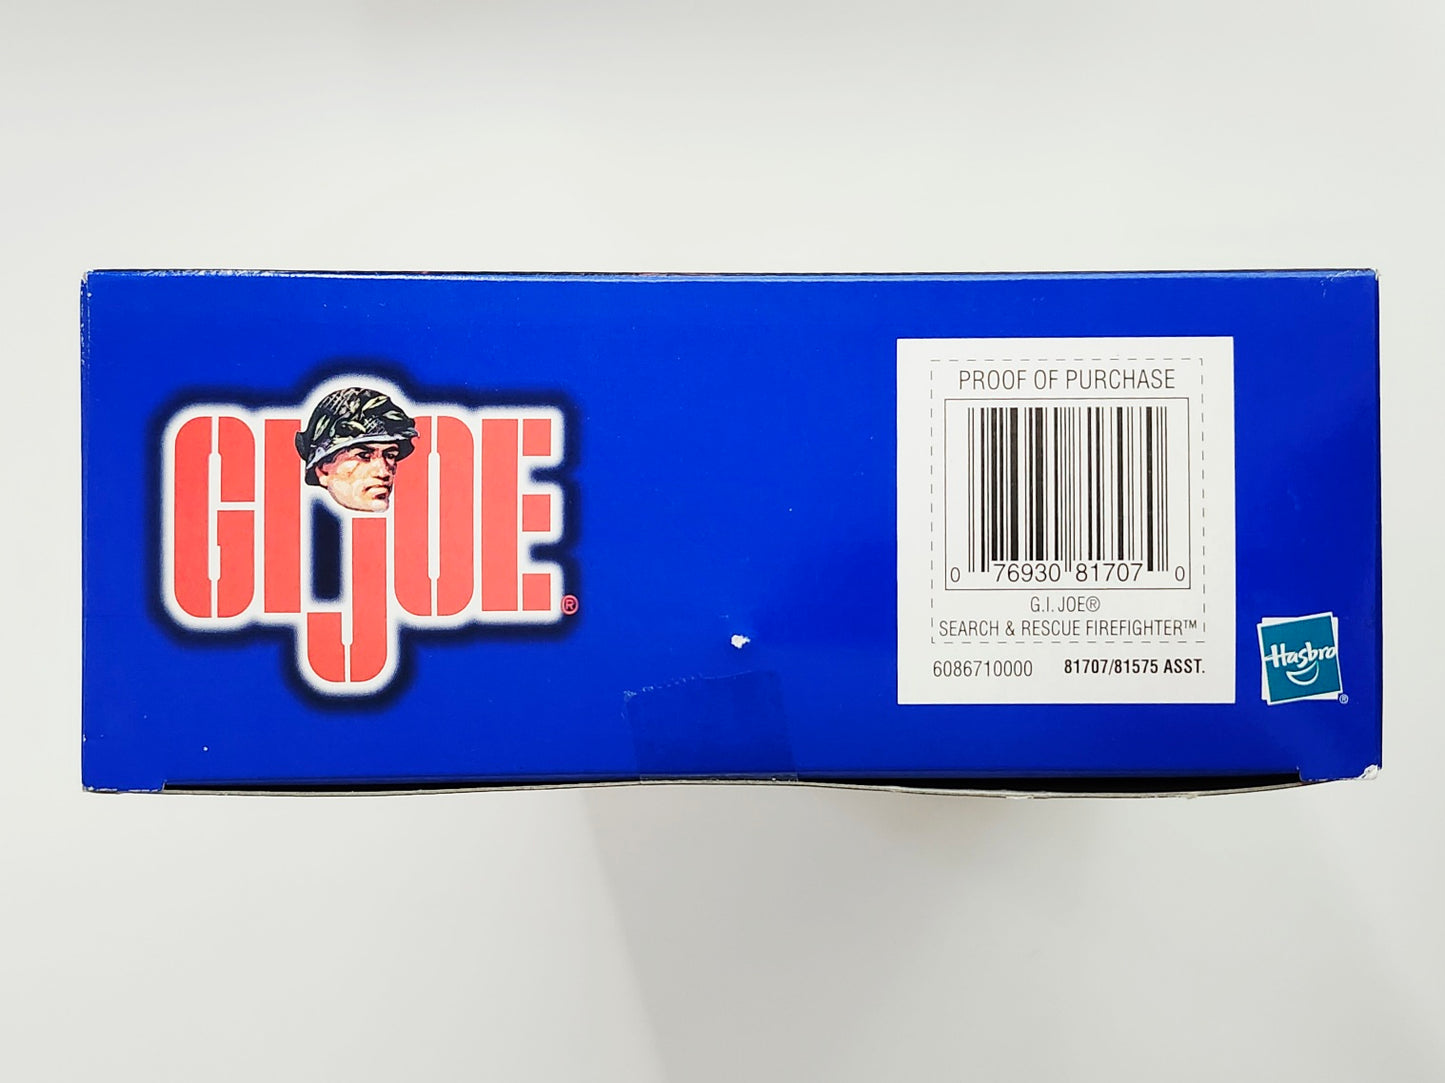 GI JOE®
PROOF OF PURCHASE
0 76930 81707 0
G.I. JOE®
SEARCH & RESCUE FIREFIGHTER™
6086710000 81707/81575 ASST.
Hasbro®